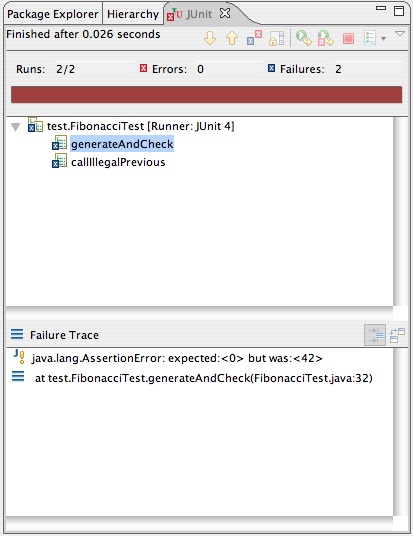 Package Explorer Hierarchy JUnit
Finished after 0.026 seconds
Runs: 2/2 Errors: 0 Failures: 2
test.FibonacciTest [Runner: JUnit 4]
generateAndCheck
callIllegalPrevious
Failure Trace
java.lang.AssertionError: expected:<0> but was:<42>
at test.FibonacciTest.generateAndCheck(FibonacciTest.java:32)